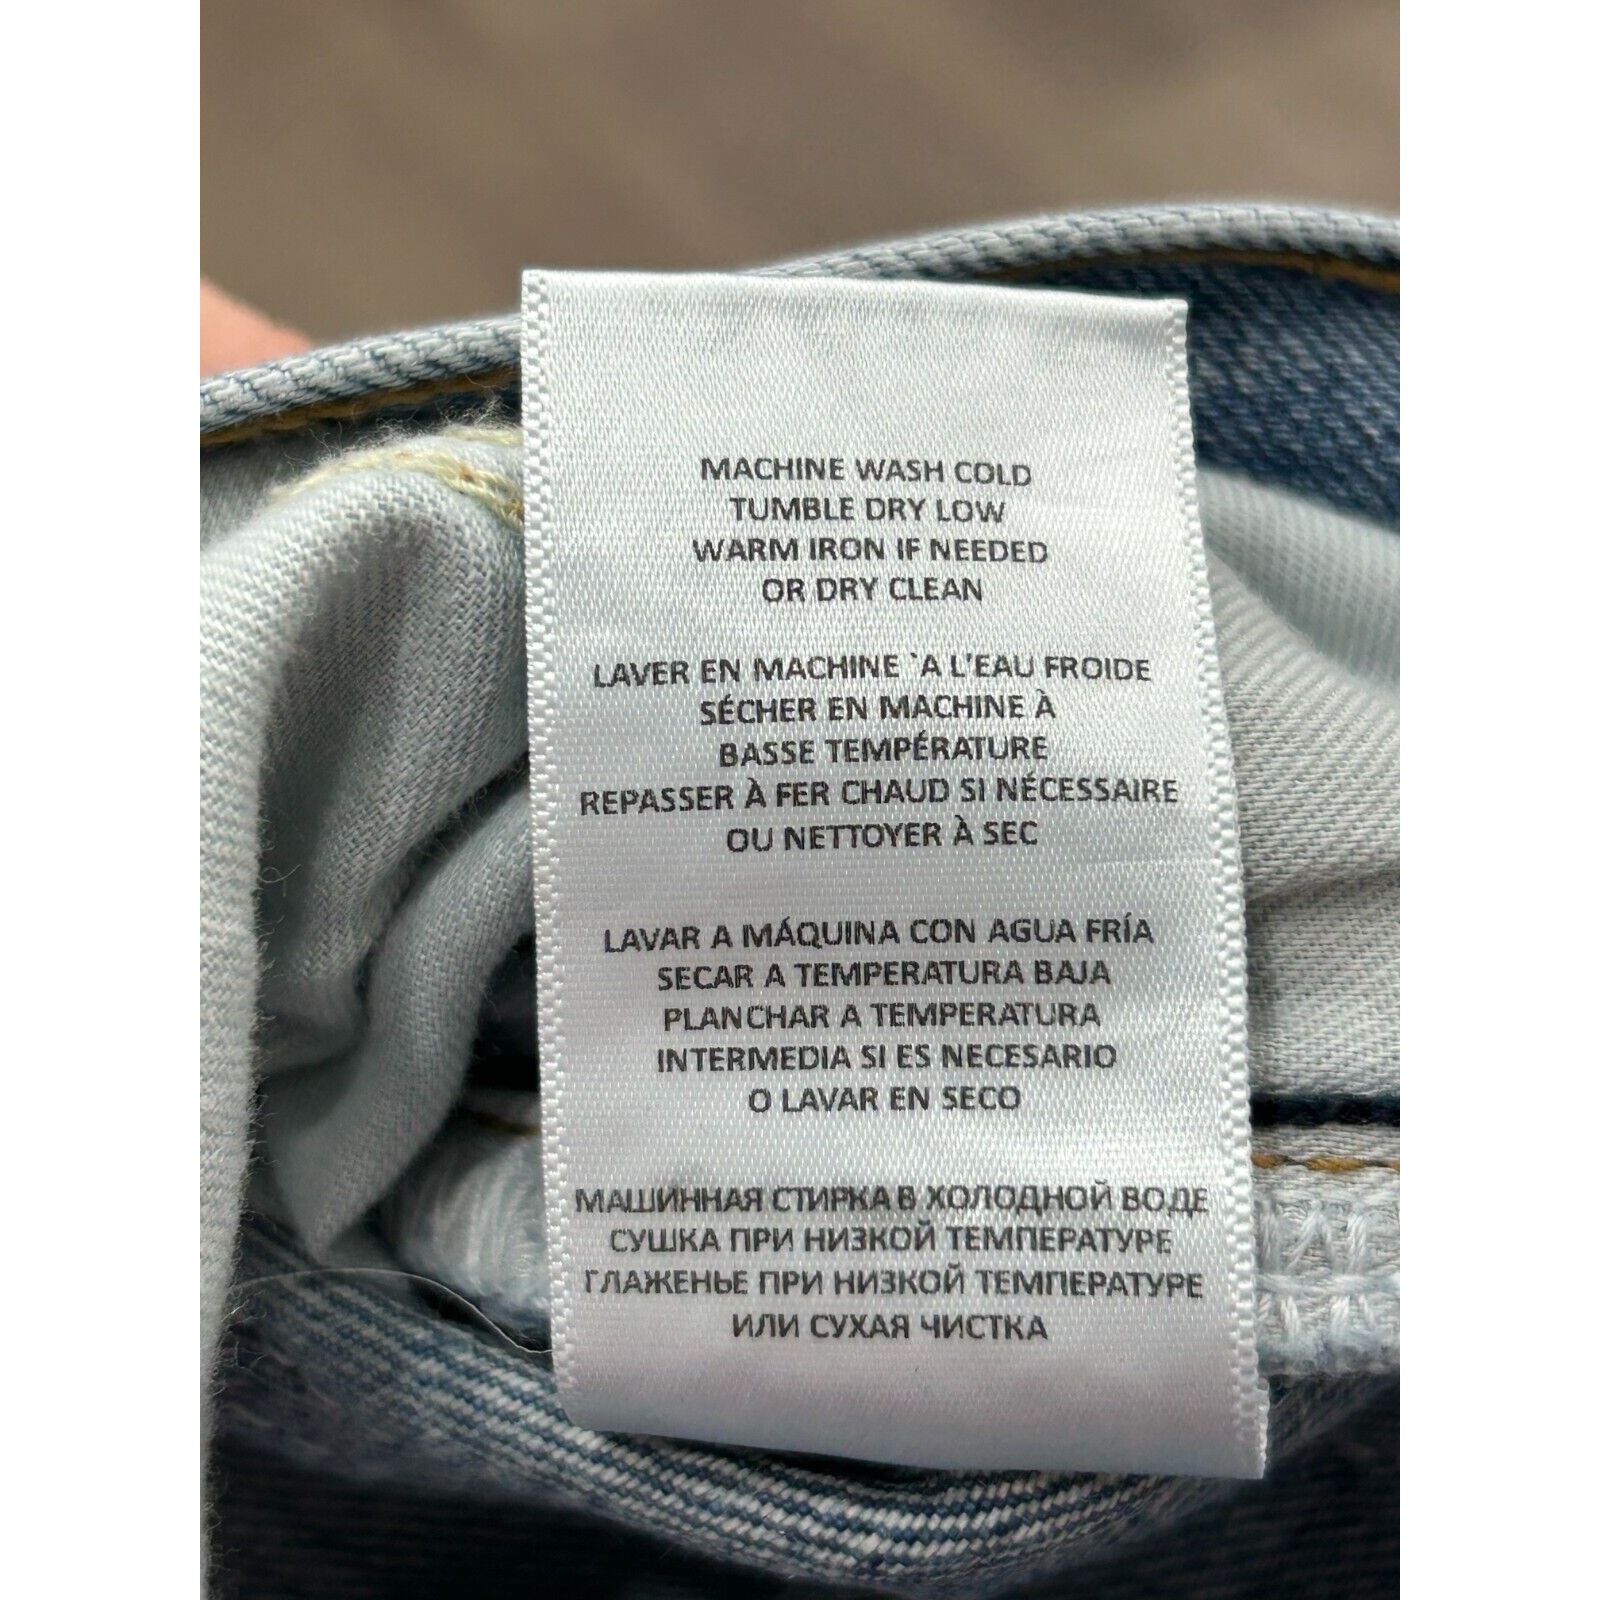 MACHINE WASH COLD
TUMBLE DRY LOW
WARM IRON IF NEEDED
OR DRY CLEAN
LAVER EN MACHINE `A L'EAU FROIDE
SÉCHER EN MACHINE À
BASSE TEMPÉRATURE
REPASSER À FER CHAUD SI NÉCESSAIRE
OU NETTOYER À SEC
LAVAR A MÁQUINA CON AGUA FRÍA
SECAR A TEMPERATURA BAJA
PLANCHAR A TEMPERATURA
INTERMEDIA SI ES NECESARIO
O LAVAR EN SECO
МАШИННАЯ СТИРКА В ХОЛОДНОЙ ВОДЕ
СУШКА ПРИ НИЗКОЙ ТЕМПЕРАТУРЕ
ГЛАЖЕНЬЕ ПРИ НИЗКОЙ ТЕМПЕРАТУРЕ
ИЛИ СУХАЯ ЧИСТКА